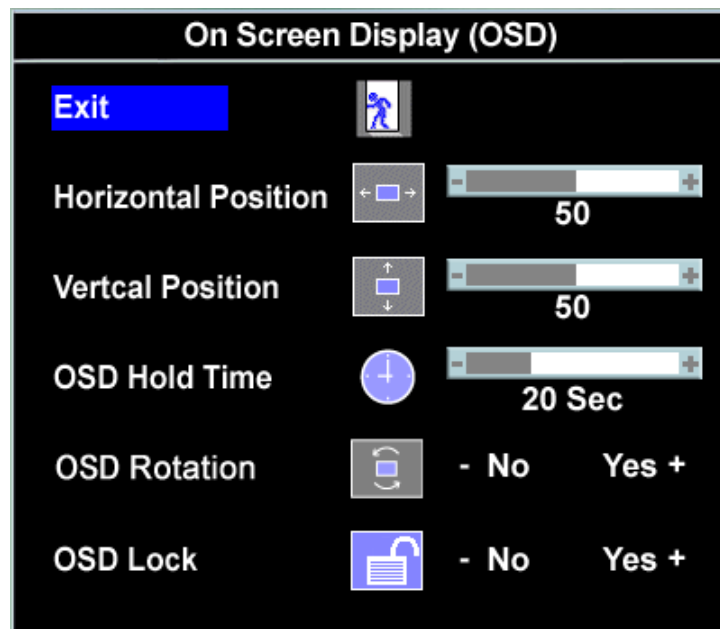 On Screen Display (OSD)
Exit
Horizontal Position
- +
50
Vertcal Position
- +
50
OSD Hold Time
- +
20 Sec
OSD Rotation - No Yes +
OSD Lock - No Yes +